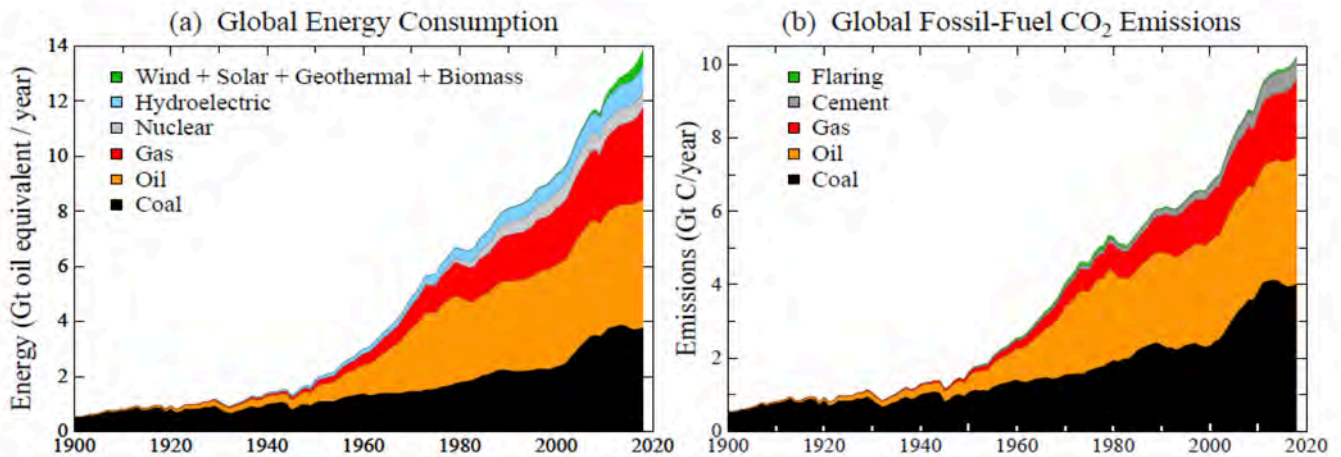 (a) Global Energy Consumption
Energy (Gt oil equivalent / year)
14
12
10
8
6
4
2
0
Wind + Solar + Geothermal + Biomass
Hydroelectric
Nuclear
Gas
Oil
Coal
1900 1920 1940 1960 1980 2000 2020
(b) Global Fossil-Fuel CO₂ Emissions
Emissions (Gt C/year)
10
8
6
4
2
0
Flaring
Cement
Gas
Oil
Coal
1900 1920 1940 1960 1980 2000 2020